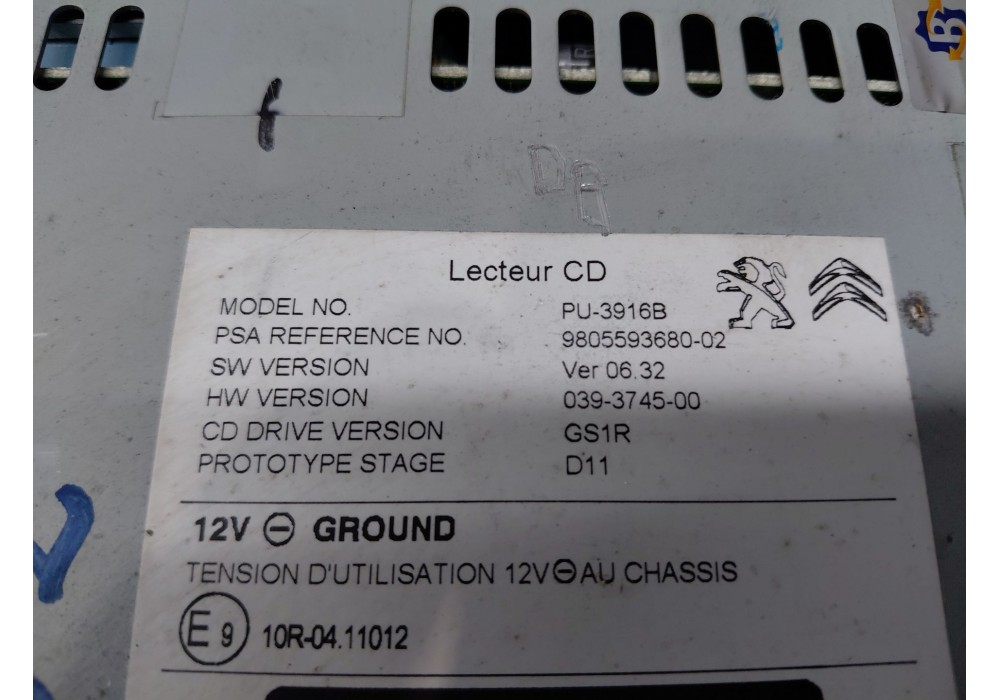 DA
Lecteur CD
MODEL NO. PU-3916B
PSA REFERENCE NO. 9805593680-02
SW VERSION Ver 06.32
HW VERSION 039-3745-00
CD DRIVE VERSION GS1R
PROTOTYPE STAGE D11
12V ⊖ GROUND
TENSION D'UTILISATION 12V⊖AU CHASSIS
E9 10R-04.11012